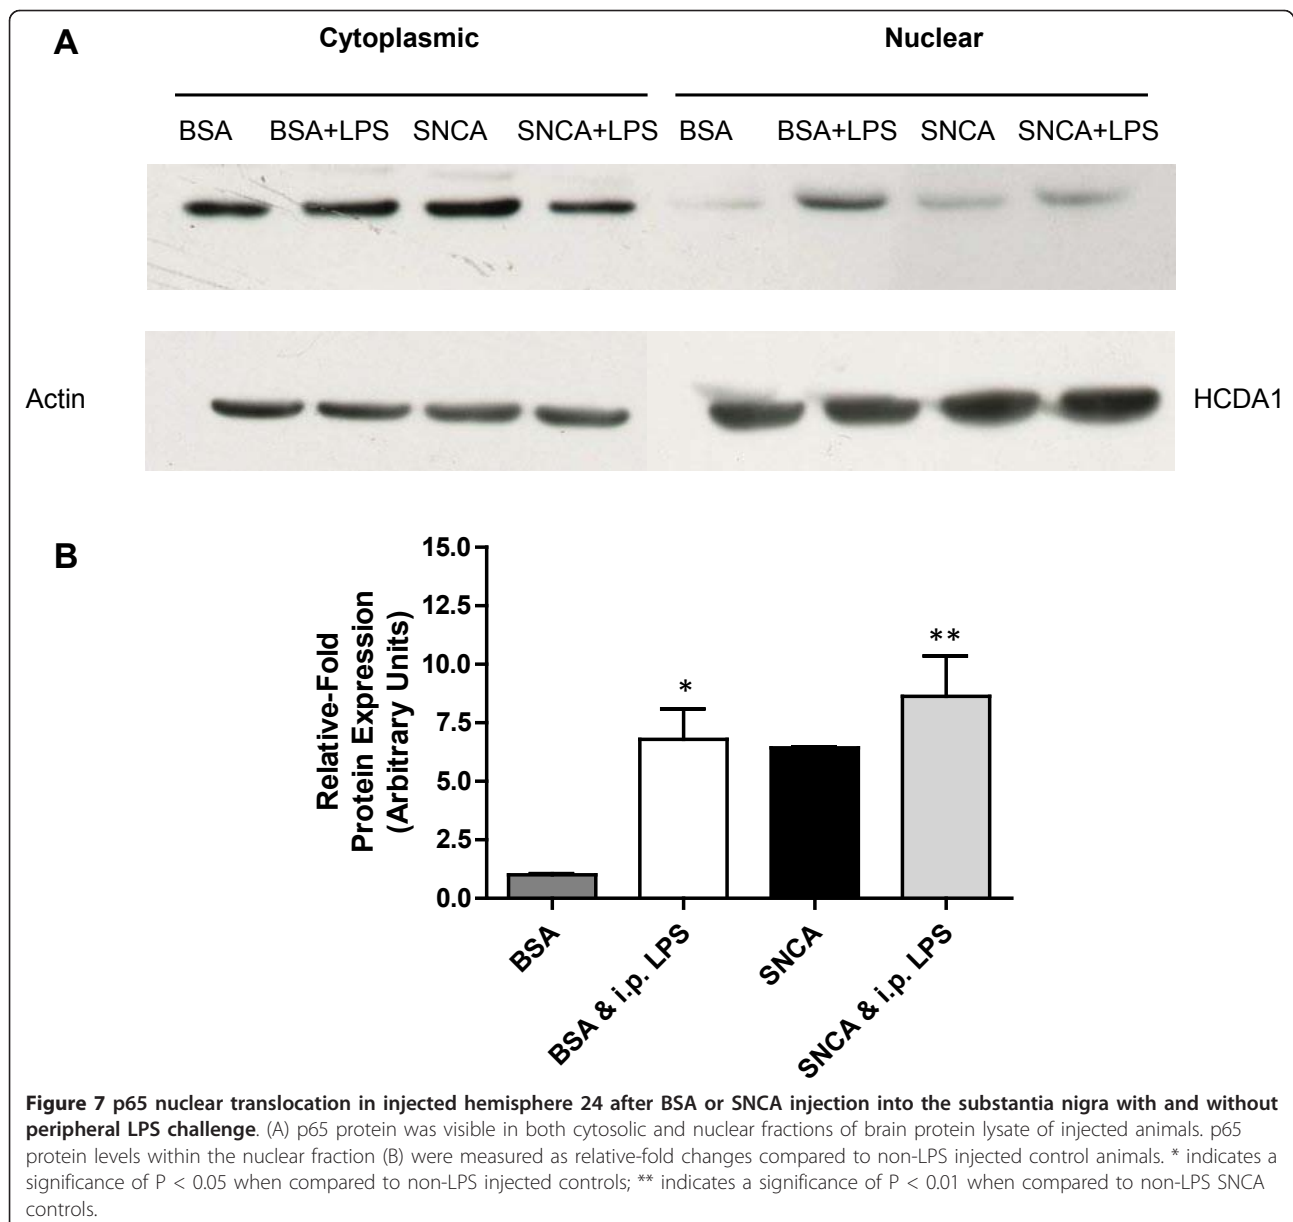 A
Cytoplasmic Nuclear
BSA BSA+LPS SNCA SNCA+LPS BSA BSA+LPS SNCA SNCA+LPS
Actin HCDA1
B
Relative-Fold
Protein Expression
(Arbitrary Units)
15.0
12.5
10.0
7.5
5.0
2.5
0.0
*
**
BSA
BSA & i.p. LPS
SNCA
SNCA & i.p. LPS
Figure 7 p65 nuclear translocation in injected hemisphere 24 after BSA or SNCA injection into the substantia nigra with and without
peripheral LPS challenge. (A) p65 protein was visible in both cytosolic and nuclear fractions of brain protein lysate of injected animals. p65
protein levels within the nuclear fraction (B) were measured as relative-fold changes compared to non-LPS injected control animals. * indicates a
significance of P < 0.05 when compared to non-LPS injected controls; ** indicates a significance of P < 0.01 when compared to non-LPS SNCA
controls.